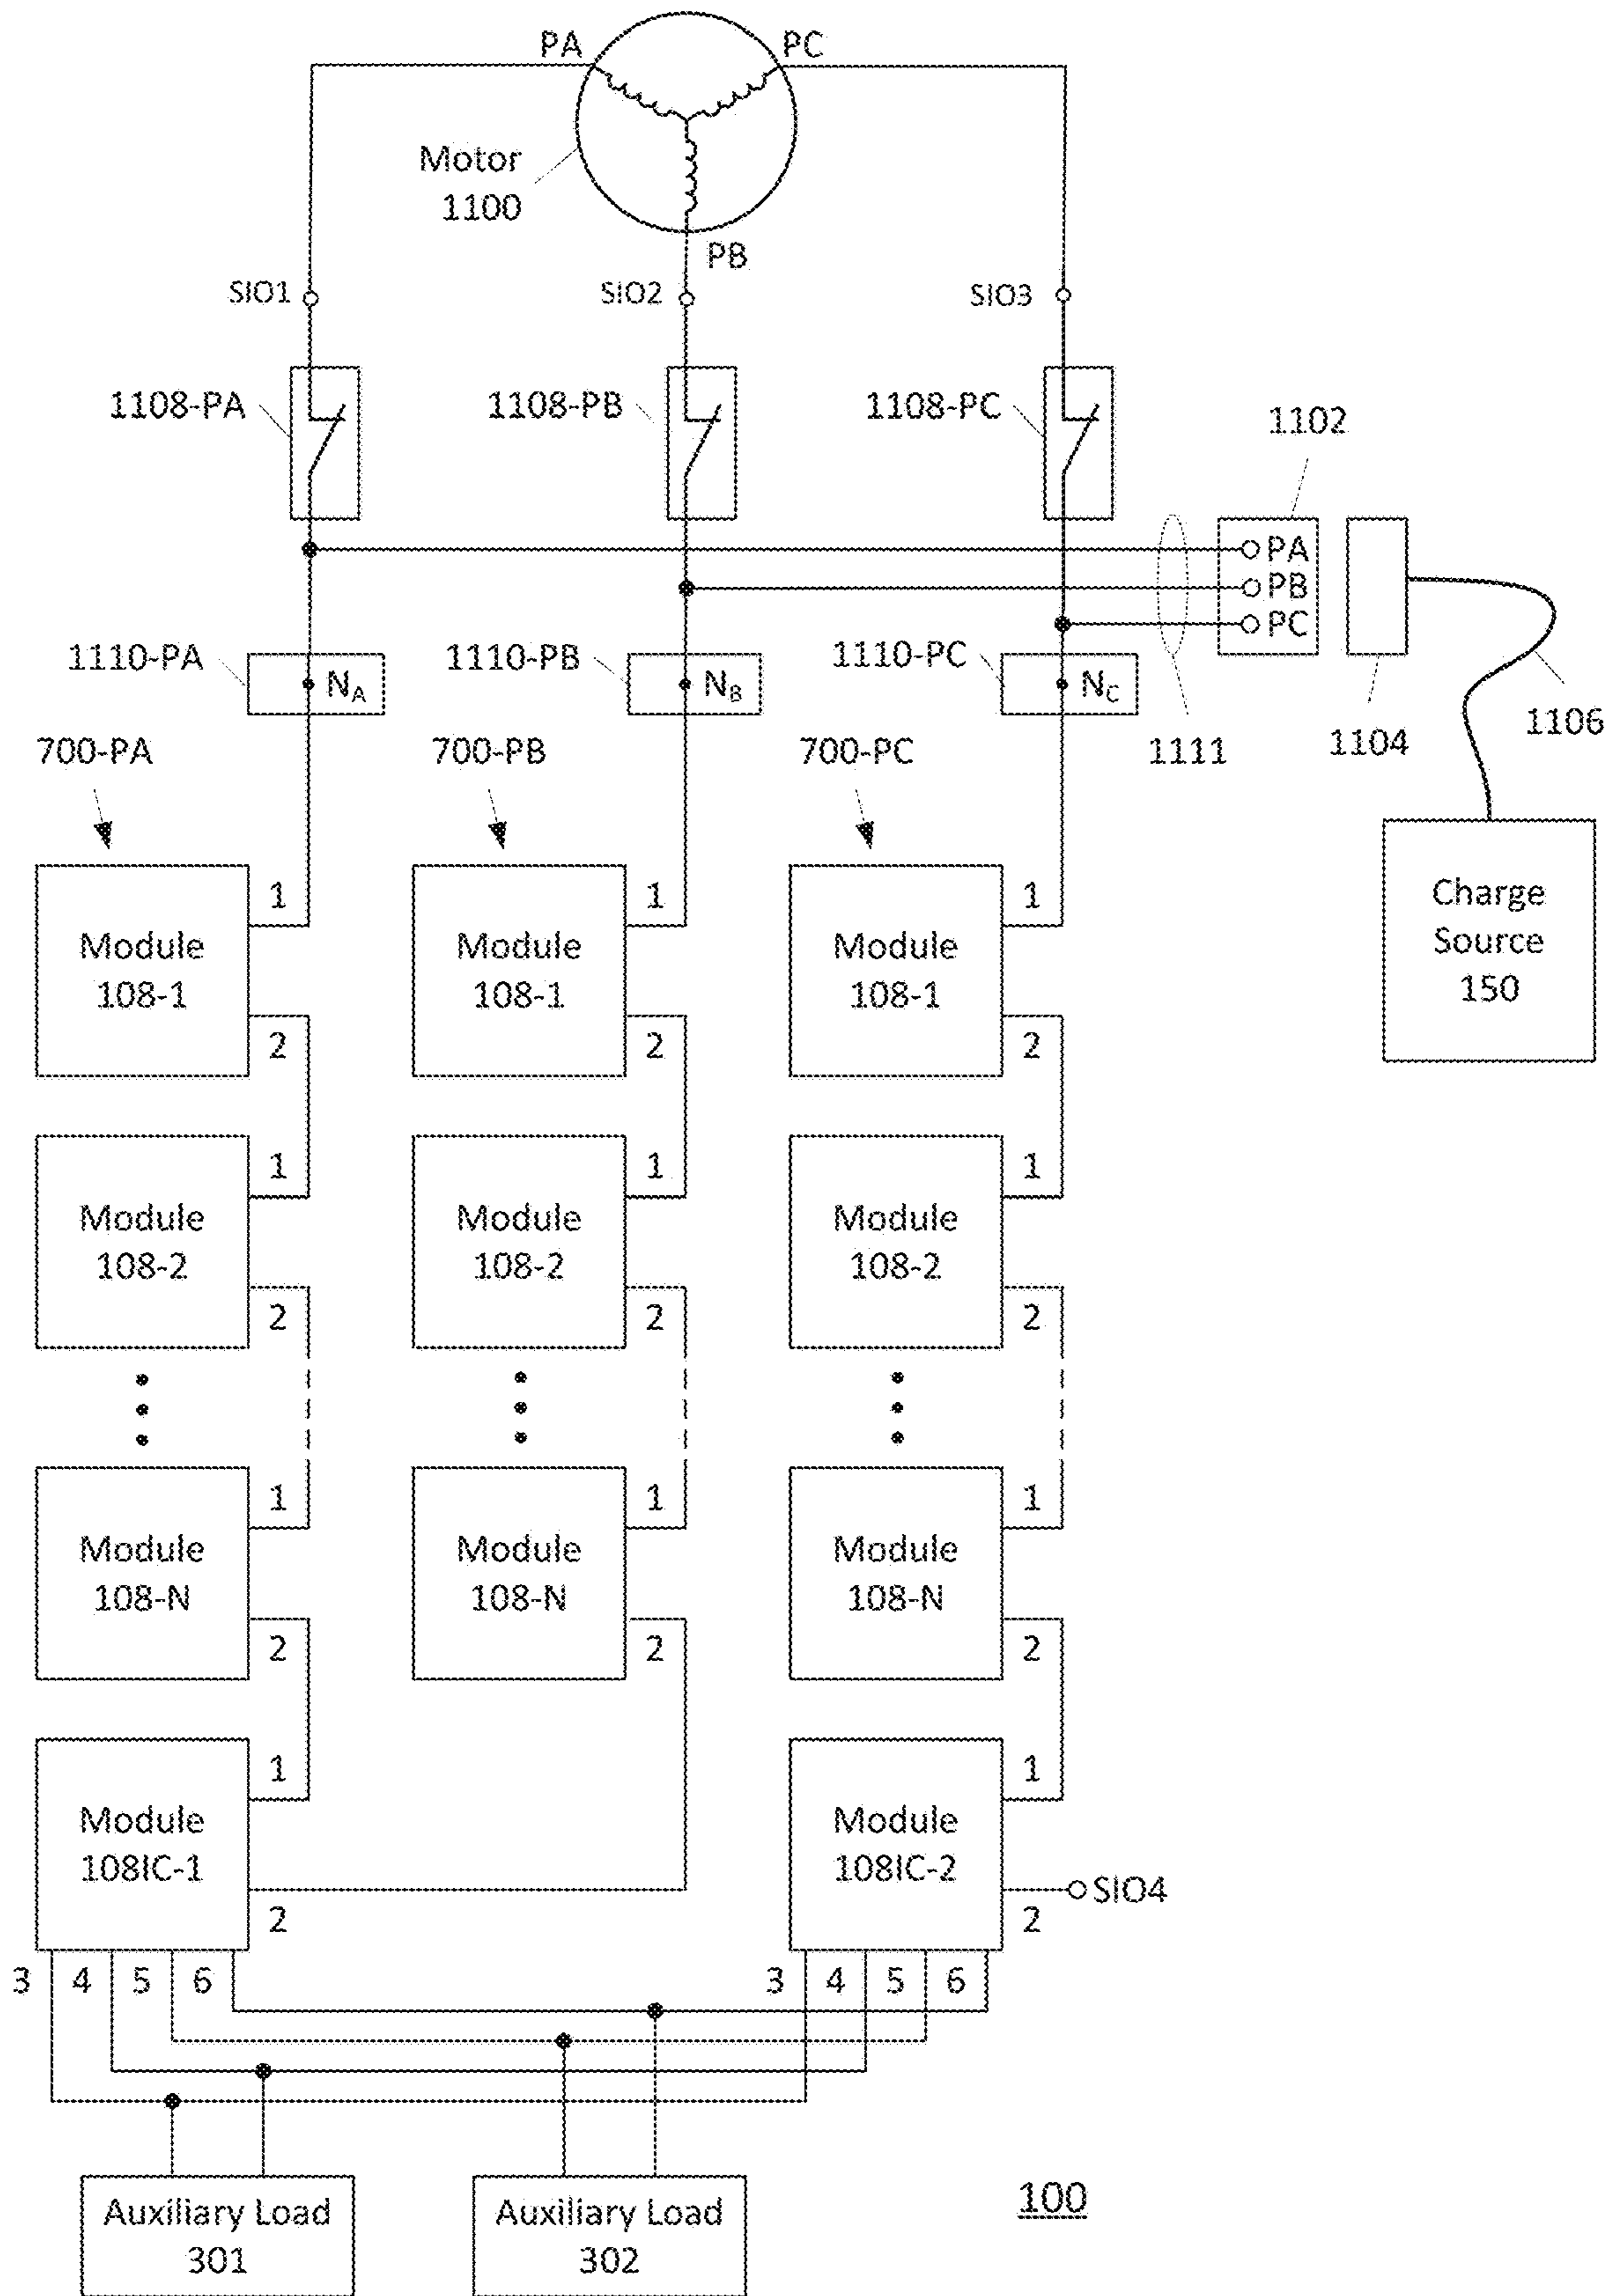 PA
PC
Motor
1100
PB
SIO1
SIO2
SIO3
1108-PA
1108-PB
1108-PC
1102
PA
PB
PC
1110-PA
NA
1110-PB
NB
1110-PC
NC
1111
1104
1106
700-PA
700-PB
700-PC
Charge
Source
150
Module
108-1
1
2
Module
108-1
1
2
Module
108-1
1
2
Module
108-2
1
2
Module
108-2
1
2
Module
108-2
1
2
Module
108-N
1
2
Module
108-N
1
2
Module
108-N
1
2
Module
108IC-1
1
2
Module
108IC-2
1
2
SIO4
3 4 5 6
3 4 5 6
Auxiliary Load
301
Auxiliary Load
302
100